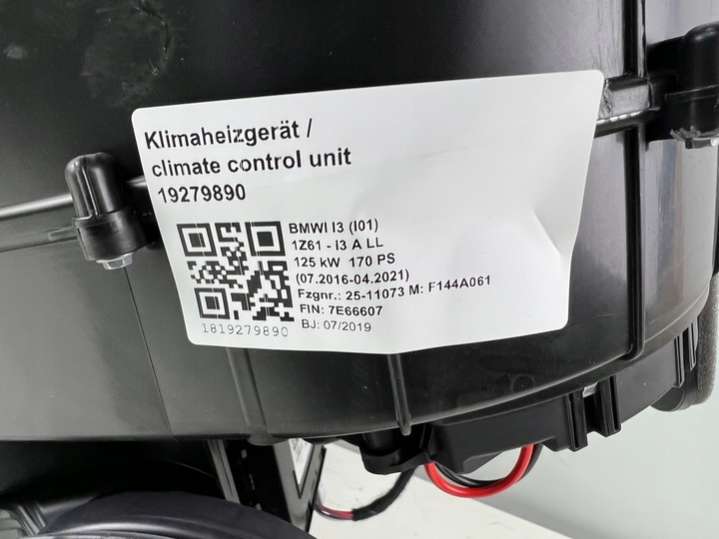 Klimaheizgerät /
climate control unit
19279890
BMWI I3 (I01)
1Z61 - I3 A LL
125 kW 170 PS
(07.2016-04.2021)
Fzgnr.: 25-11073 M: F144A061
FIN: 7E66607
BJ: 07/2019
1819279890